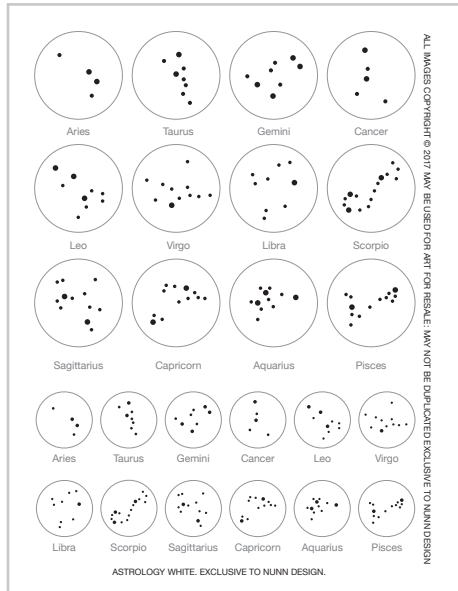 Aries Taurus Gemini Cancer
Leo Virgo Libra Scorpio
Sagittarius Capricorn Aquarius Pisces
Aries Taurus Gemini Cancer Leo Virgo
Libra Scorpio Sagittarius Capricorn Aquarius Pisces
ASTROLOGY WHITE. EXCLUSIVE TO NUNN DESIGN.
ALL IMAGES COPYRIGHT © 2017 MAY BE USED FOR ART FOR RESALE; MAY NOT BE DUPLICATED EXCLUSIVE TO NUNN DESIGN